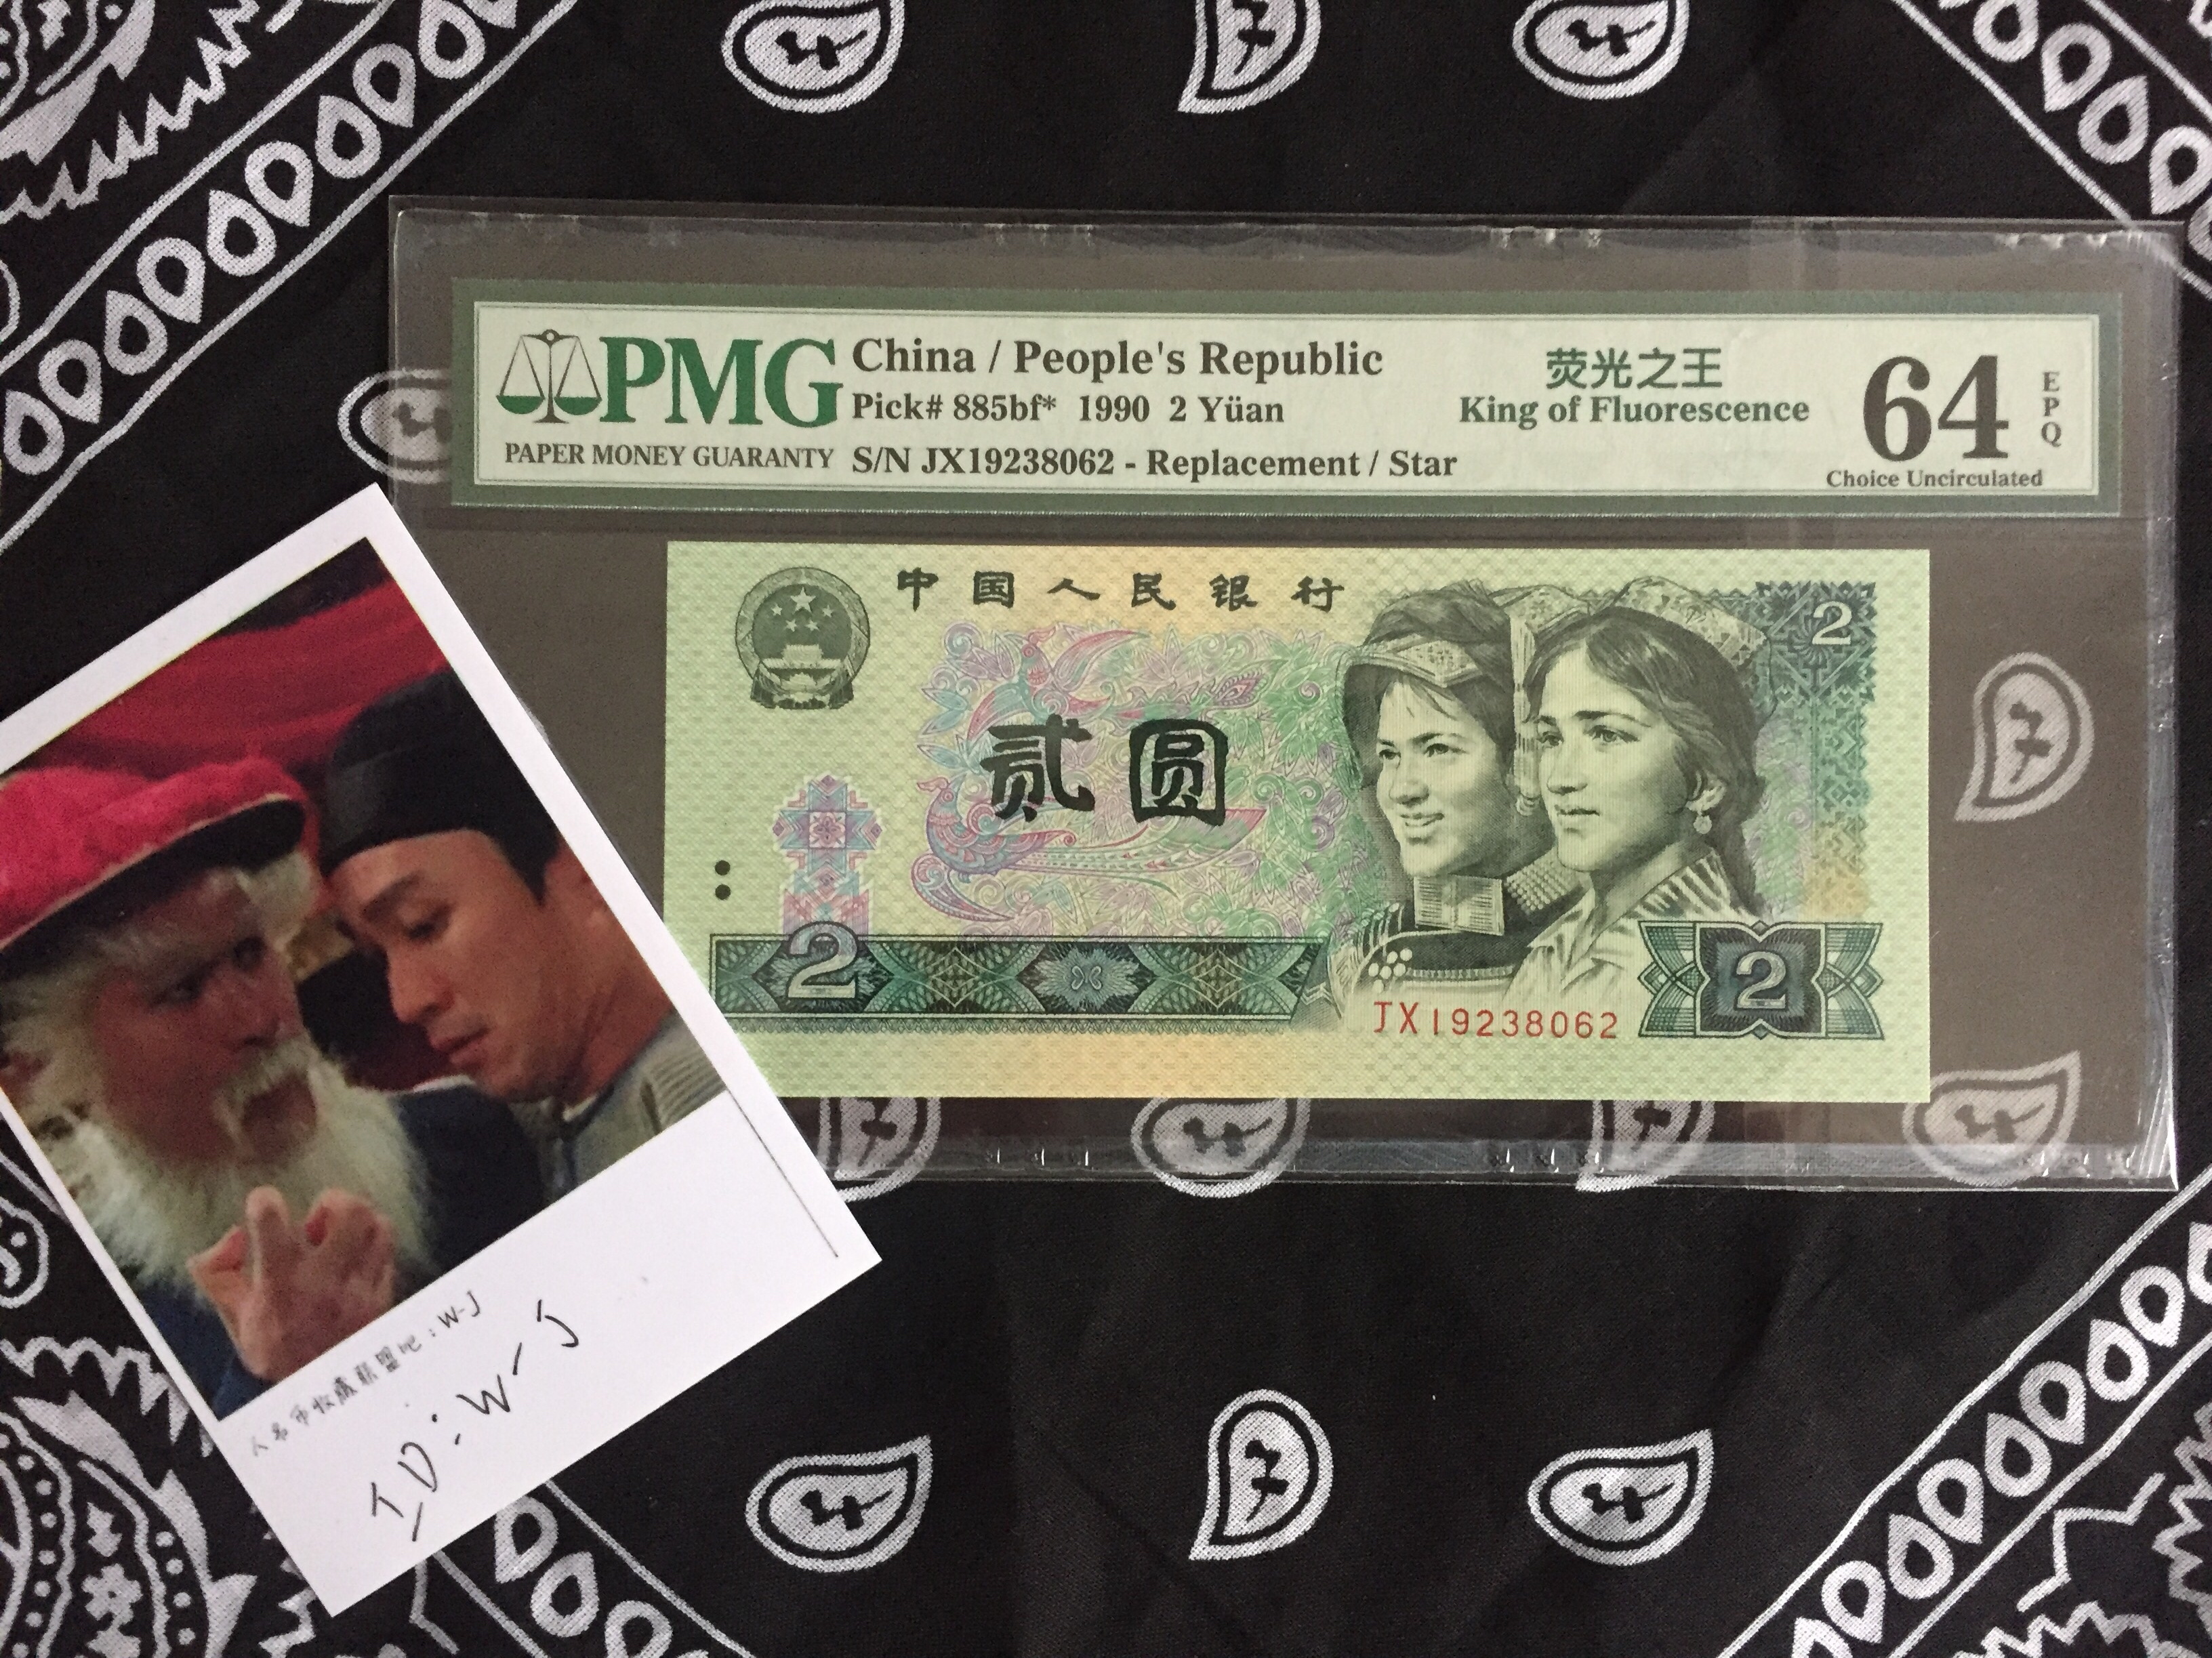 PMG
PAPER MONEY GUARANTY
China / People's Republic
Pick# 885bf* 1990 2 Yüan
S/N JX19238062 - Replacement / Star
荧光之王
King of Fluorescence
64
EPQ
Choice Uncirculated
中国人民银行
2
贰圆
2
2
JX19238062
人名币收藏联盟吧:W-J
ID:W-J